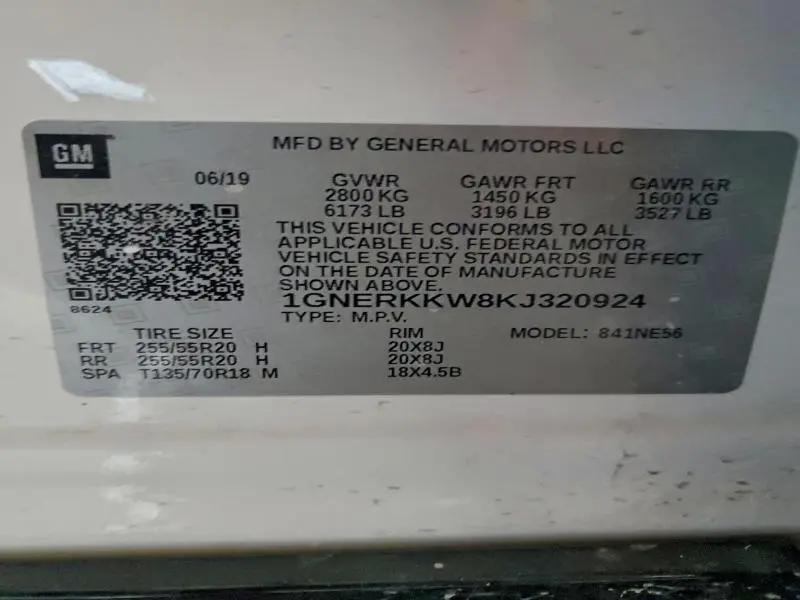 GM
MFD BY GENERAL MOTORS LLC
06/19 GVWR GAWR FRT GAWR RR
2800 KG 1450 KG 1600 KG
6173 LB 3196 LB 3527 LB
THIS VEHICLE CONFORMS TO ALL
APPLICABLE U.S. FEDERAL MOTOR
VEHICLE SAFETY STANDARDS IN EFFECT
ON THE DATE OF MANUFACTURE
SHOWN ABOVE.
1GNERKKW8KJ320924
8624
TYPE: M.P.V.
TIRE SIZE RIM MODEL: 841NE56
FRT 255/55R20 H 20X8J
RR 255/55R20 H 20X8J
SPA T135/70R18 M 18X4.5B